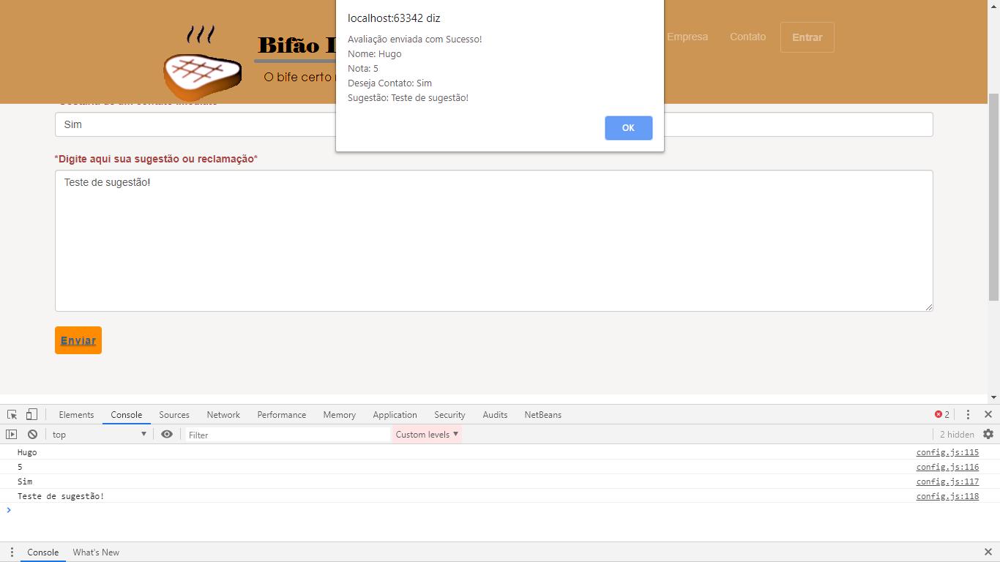 localhost:63342 diz
Avaliação enviada com Sucesso!
Nome: Hugo
Nota: 5
Deseja Contato: Sim
Sugestão: Teste de sugestão!
OK
Bifão
O bife certo
Empresa
Contato
Entrar
Sim
*Digite aqui sua sugestão ou reclamação*
Teste de sugestão!
Enviar
Elements Console Sources Network Performance Memory Application Security Audits NetBeans 2
top Filter Custom levels ▼ 2 hidden
Hugo config.js:115
5 config.js:116
Sim config.js:117
Teste de sugestão! config.js:118
Console What's New